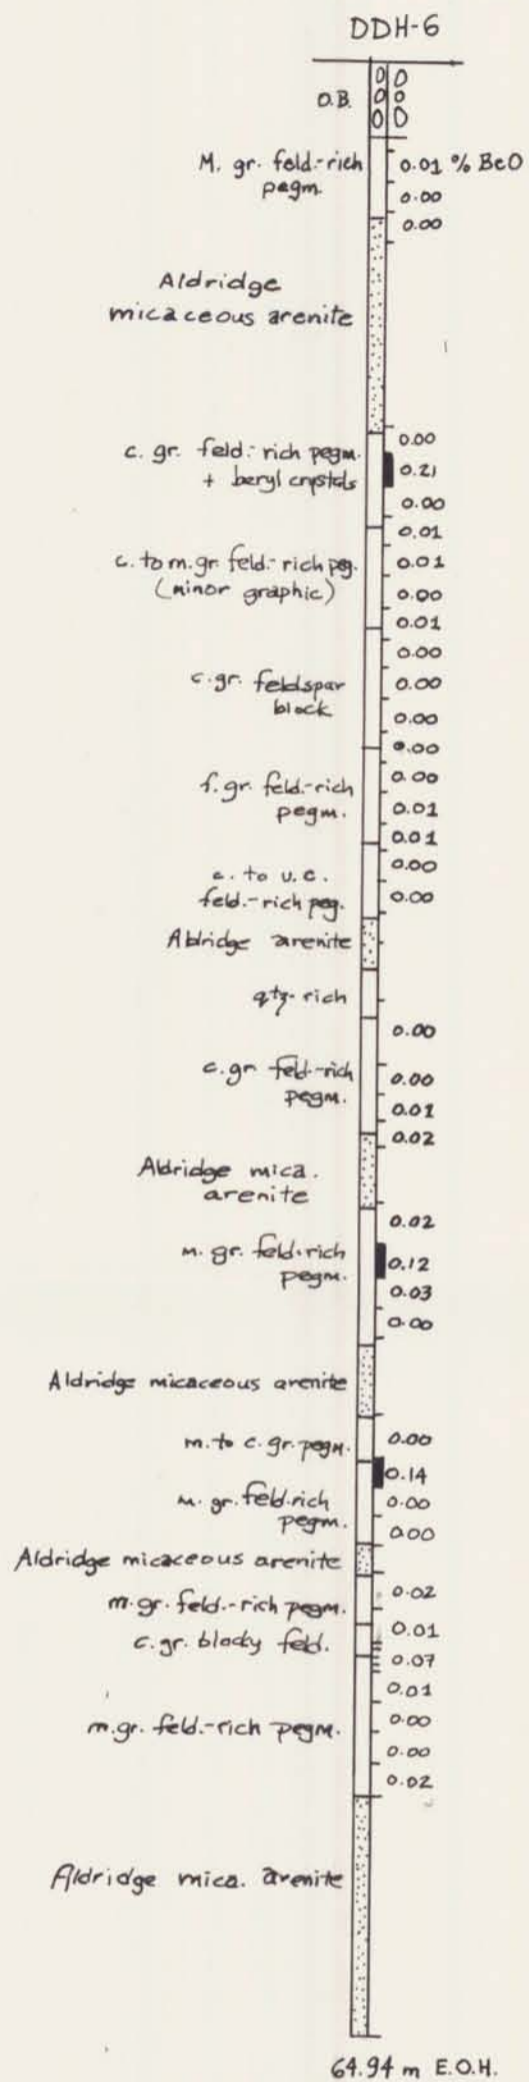 DDH-6
O.B.
M. gr. feld.-rich
pegm.
0.01 % BeO
0.00
0.00
Aldridge
micaceous arenite
0.00
c. gr. feld.-rich pegm.
+ beryl crystals
0.21
0.00
0.01
c. to m. gr. feld.-rich peg.
(minor graphic)
0.01
0.00
0.01
0.00
c. gr. feldspar
block
0.00
0.00
0.00
f. gr. feld.-rich
pegm.
0.00
0.01
0.01
0.00
c. to v.c.
feld.-rich peg.
0.00
Aldridge arenite
qtz-rich
0.00
c. gr feld.-rich
pegm.
0.00
0.01
0.02
Aldridge mica.
arenite
0.02
m. gr. feld.rich
pegm.
0.12
0.03
0.00
Aldridge micaceous arenite
m. to c. gr. pegm.
0.00
0.14
m. gr. feld.rich
pegm.
0.00
0.00
Aldridge micaceous arenite
m. gr. feld.-rich pegm.
0.02
c. gr. blocky feld.
0.01
0.07
0.01
m. gr. feld.-rich pegm.
0.00
0.00
0.02
Aldridge mica. arenite
64.94 m E.O.H.